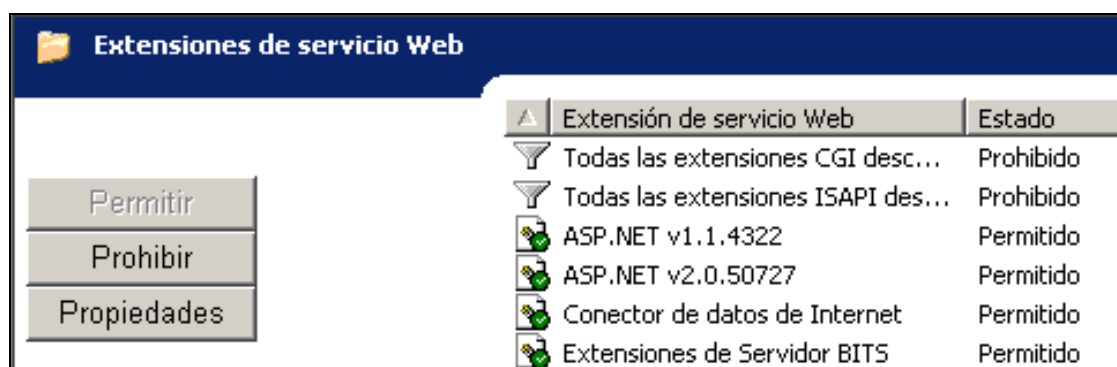 Extensiones de servicio Web
Extensión de servicio Web Estado
Todas las extensiones CGI desc... Prohibido
Todas las extensiones ISAPI des... Prohibido
ASP.NET v1.1.4322 Permitido
ASP.NET v2.0.50727 Permitido
Conector de datos de Internet Permitido
Extensiones de Servidor BITS Permitido
Permitir
Prohibir
Propiedades